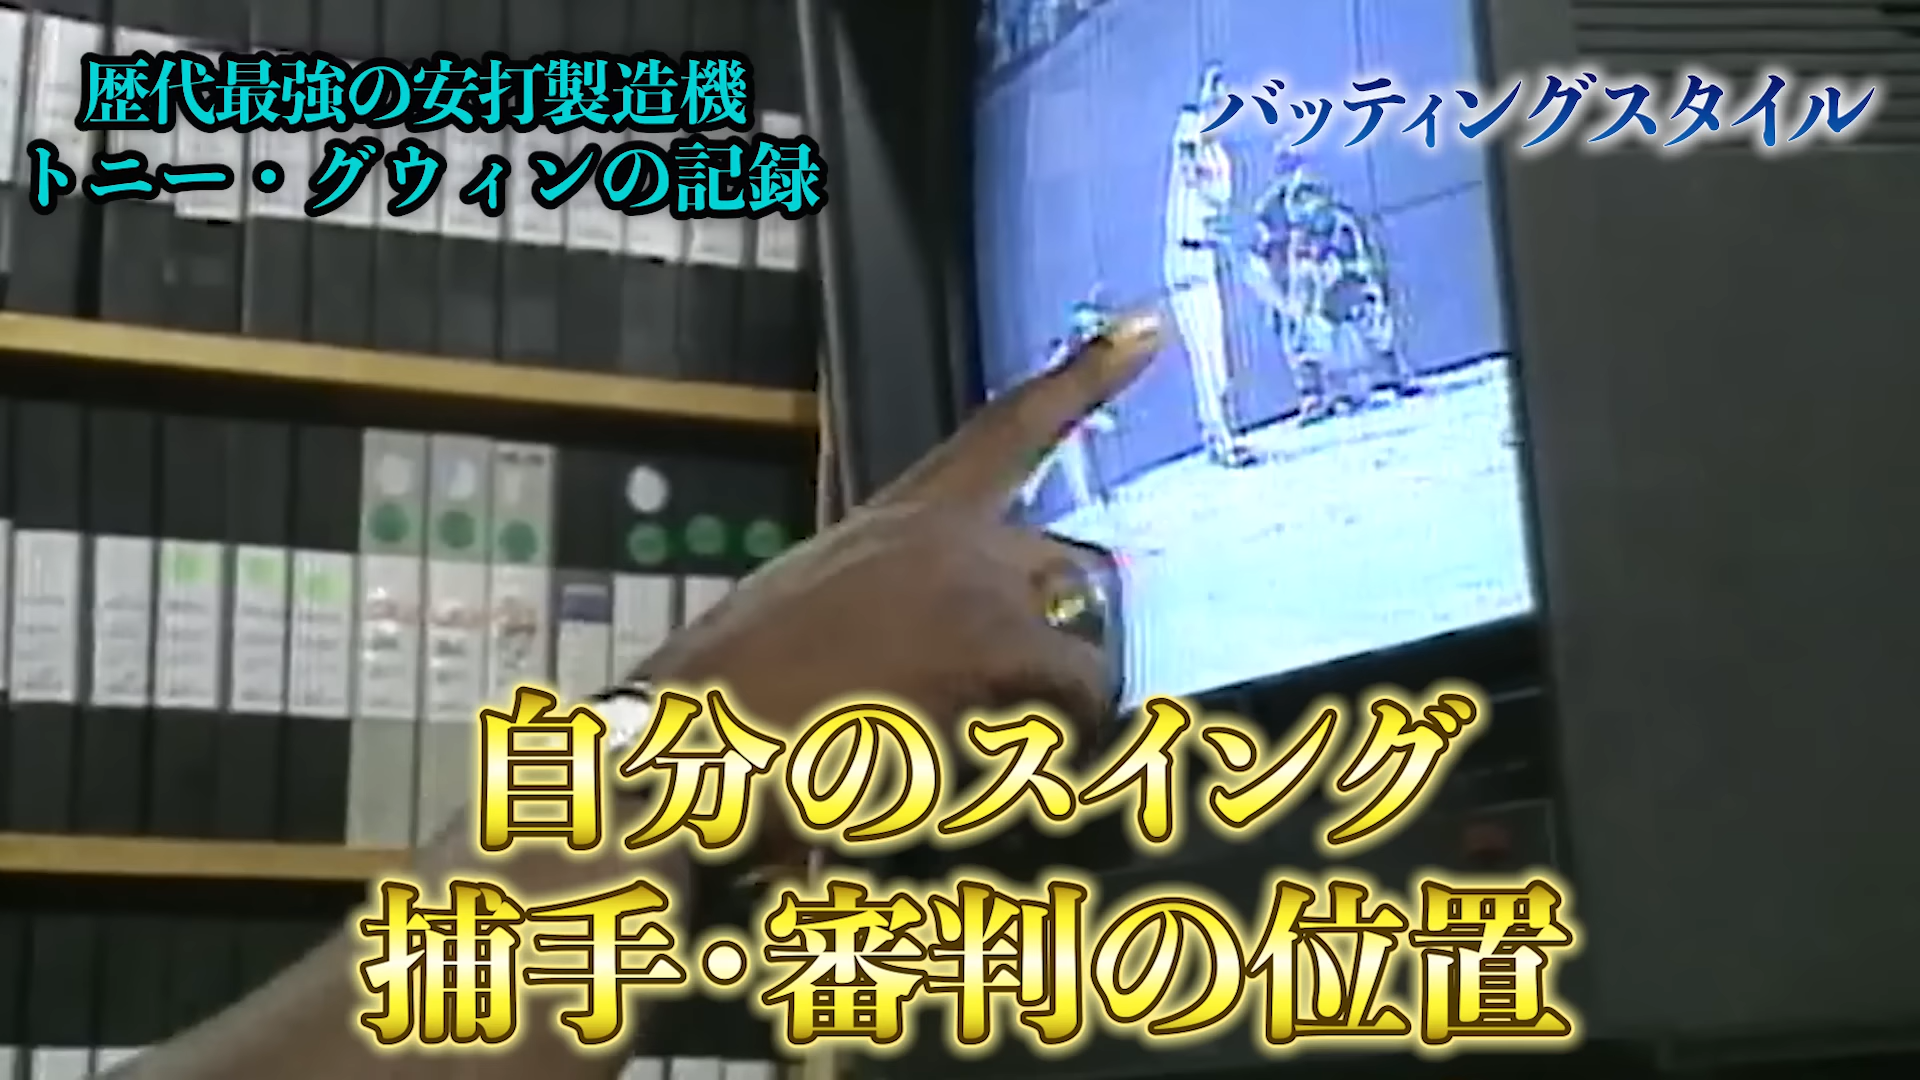 歴代最強の安打製造機
トニー・グウィンの記録
バッティングスタイル
自分のスイング
捕手・審判の位置